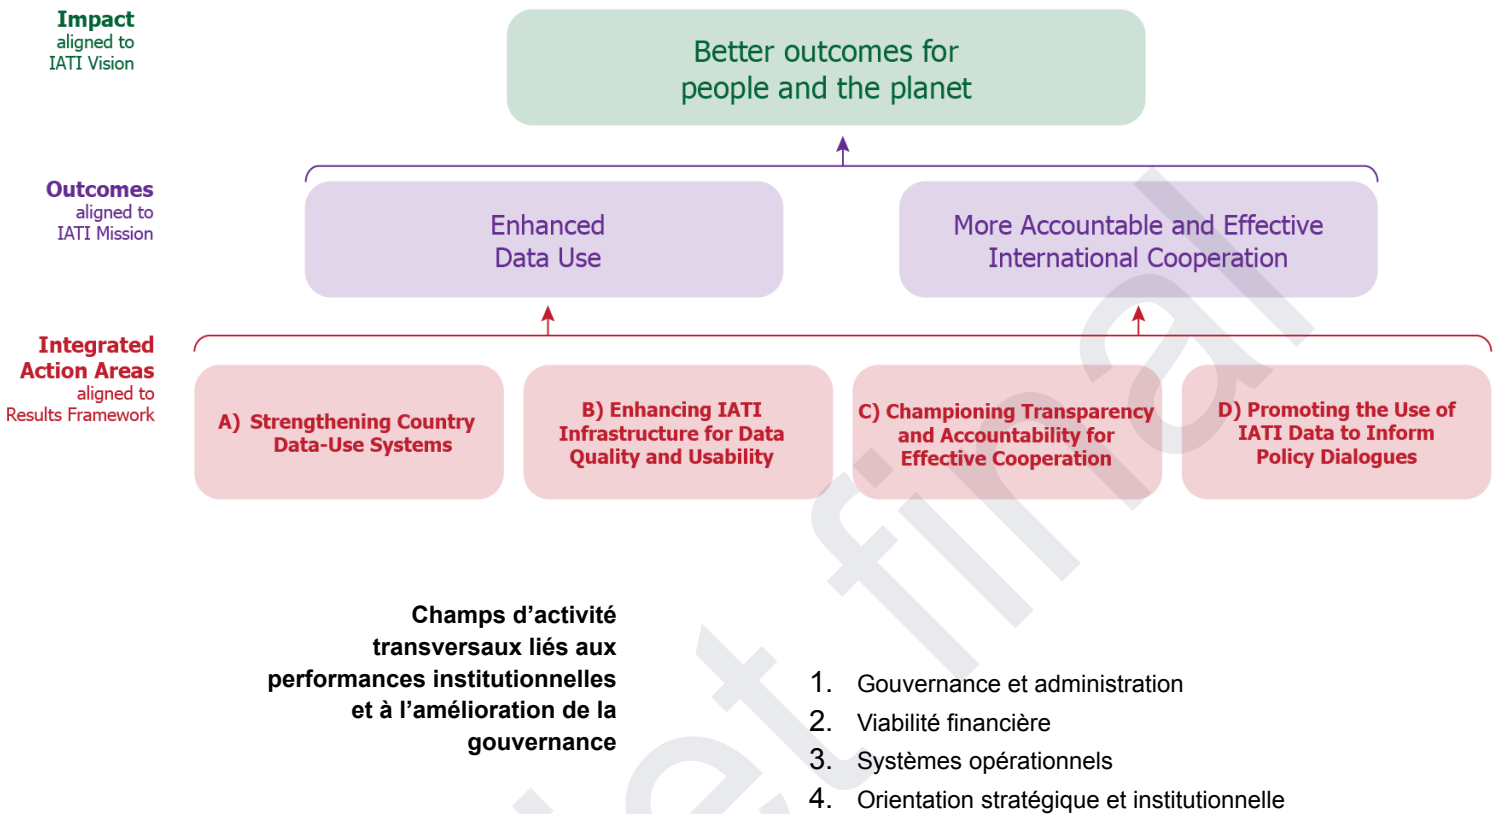 Impact
aligned to
IATI Vision
Better outcomes for
people and the planet
Outcomes
aligned to
IATI Mission
Enhanced
Data Use
More Accountable and Effective
International Cooperation
Integrated
Action Areas
aligned to
Results Framework
A) Strengthening Country
Data-Use Systems
B) Enhancing IATI
Infrastructure for Data
Quality and Usability
C) Championing Transparency
and Accountability for
Effective Cooperation
D) Promoting the Use of
IATI Data to Inform
Policy Dialogues
Champs d’activité
transversaux liés aux
performances institutionnelles
et à l’amélioration de la
gouvernance
1. Gouvernance et administration
2. Viabilité financière
3. Systèmes opérationnels
4. Orientation stratégique et institutionnelle
final